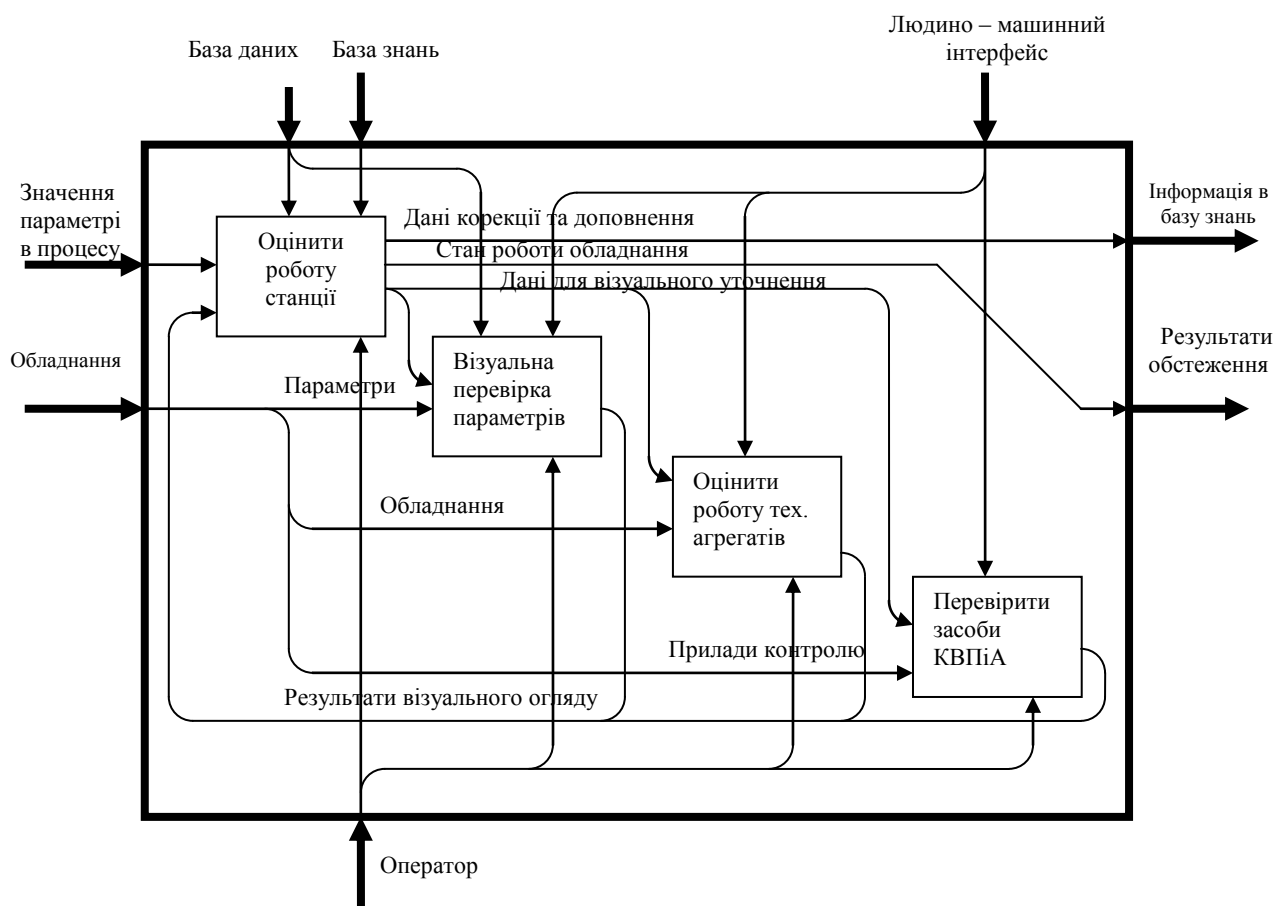 База даних
База знань
Людино – машинний
інтерфейс
Значення
параметрі
в процесу
Інформація в
базу знань
Дані корекції та доповнення
Оцінити
роботу
станції
Стан роботи обладнання
Дані для візуального уточнення
Обладнання
Результати
обстеження
Візуальна
перевірка
параметрів
Параметри
Оцінити
роботу тех.
агрегатів
Обладнання
Перевірити
засоби
КВПіА
Прилади контролю
Результати візуального огляду
Оператор